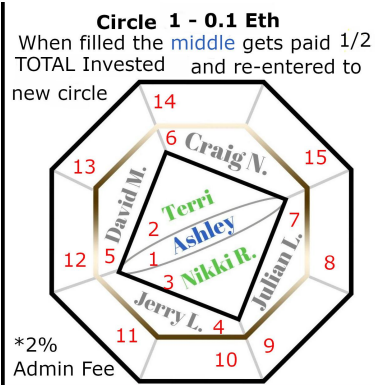 Circle 1 - 0.1 Eth
When filled the middle gets paid 1/2
TOTAL Invested and re-entered to
new circle
14
6 Craig N.
15
13
David M.
Terri
2
7
Ashley
12
5
1
8
3
Nikki R.
Julian L.
Jerry L.
4
11
10
9
*2%
Admin Fee